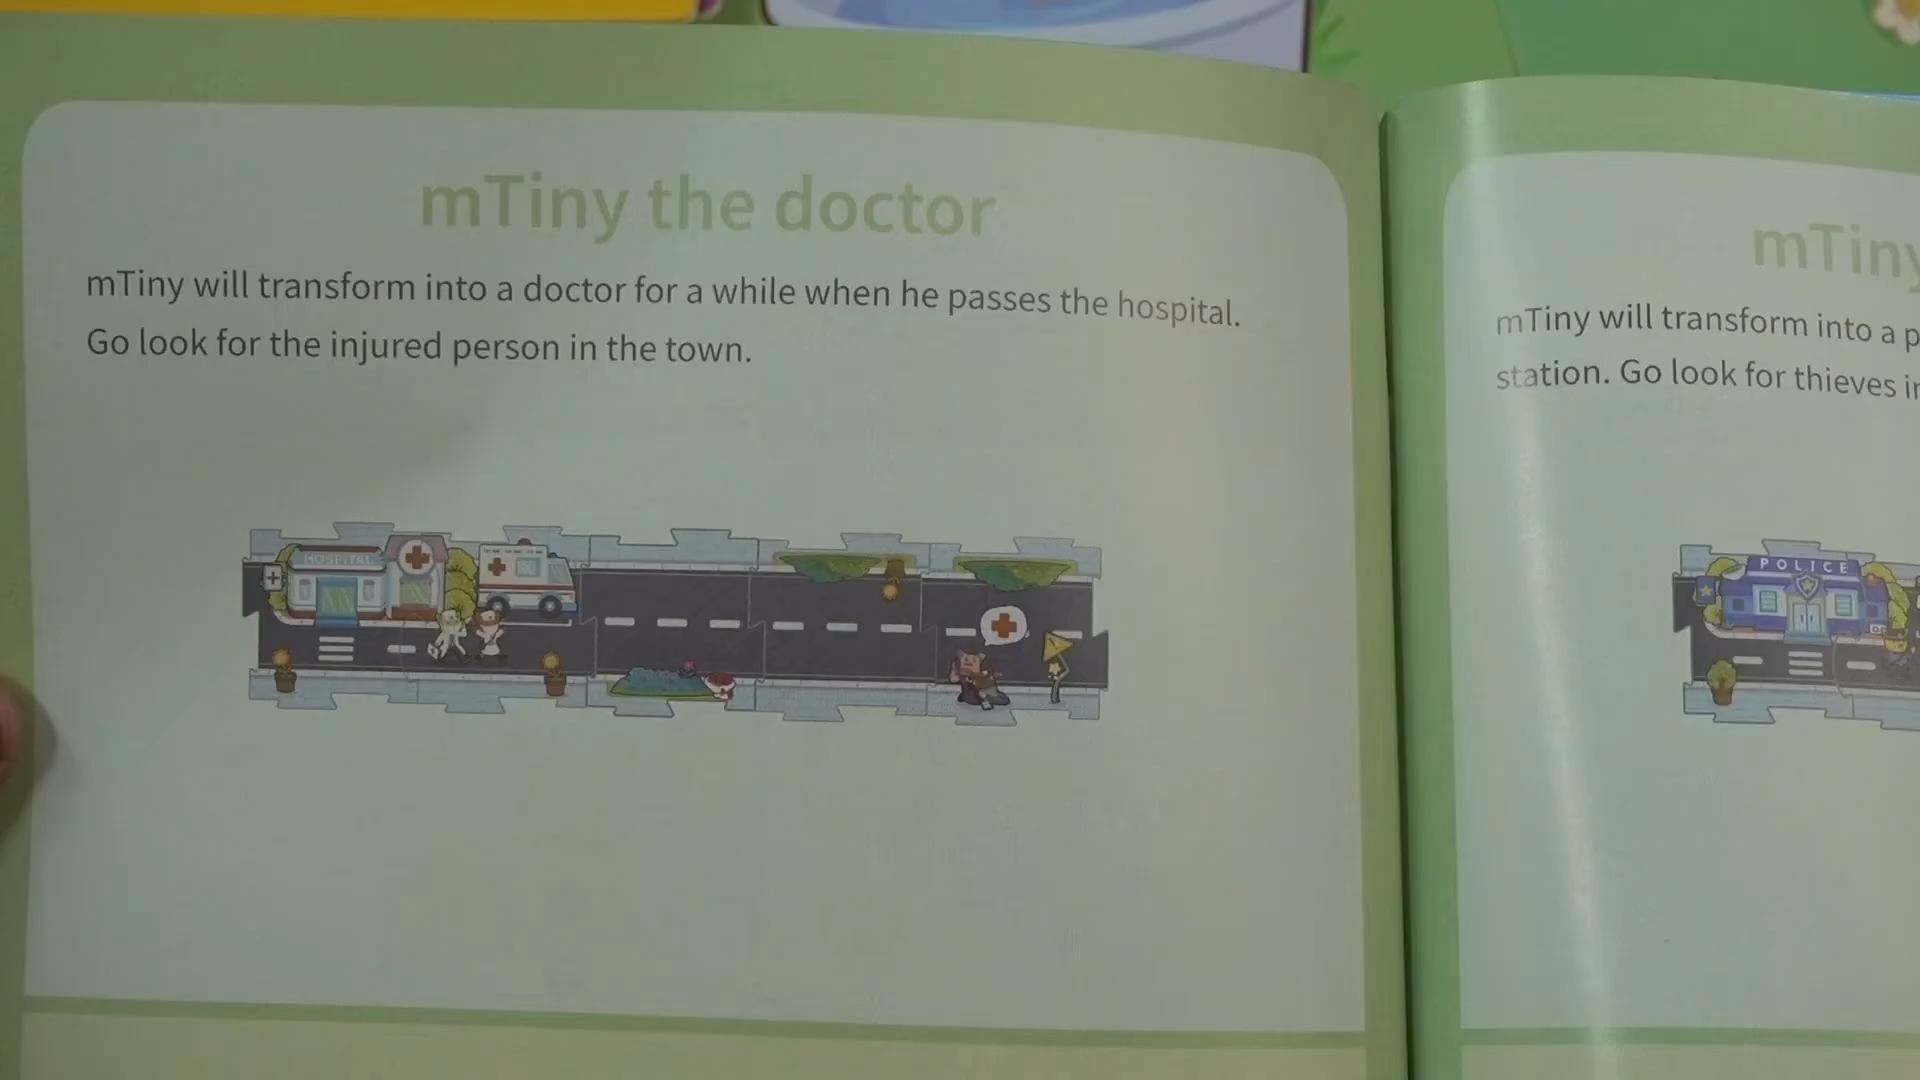 mTiny the doctor
mTiny will transform into a doctor for a while when he passes the hospital.
Go look for the injured person in the town.
HOSPITAL
mTiny
mTiny will transform into a
station. Go look for thieves
POLICE